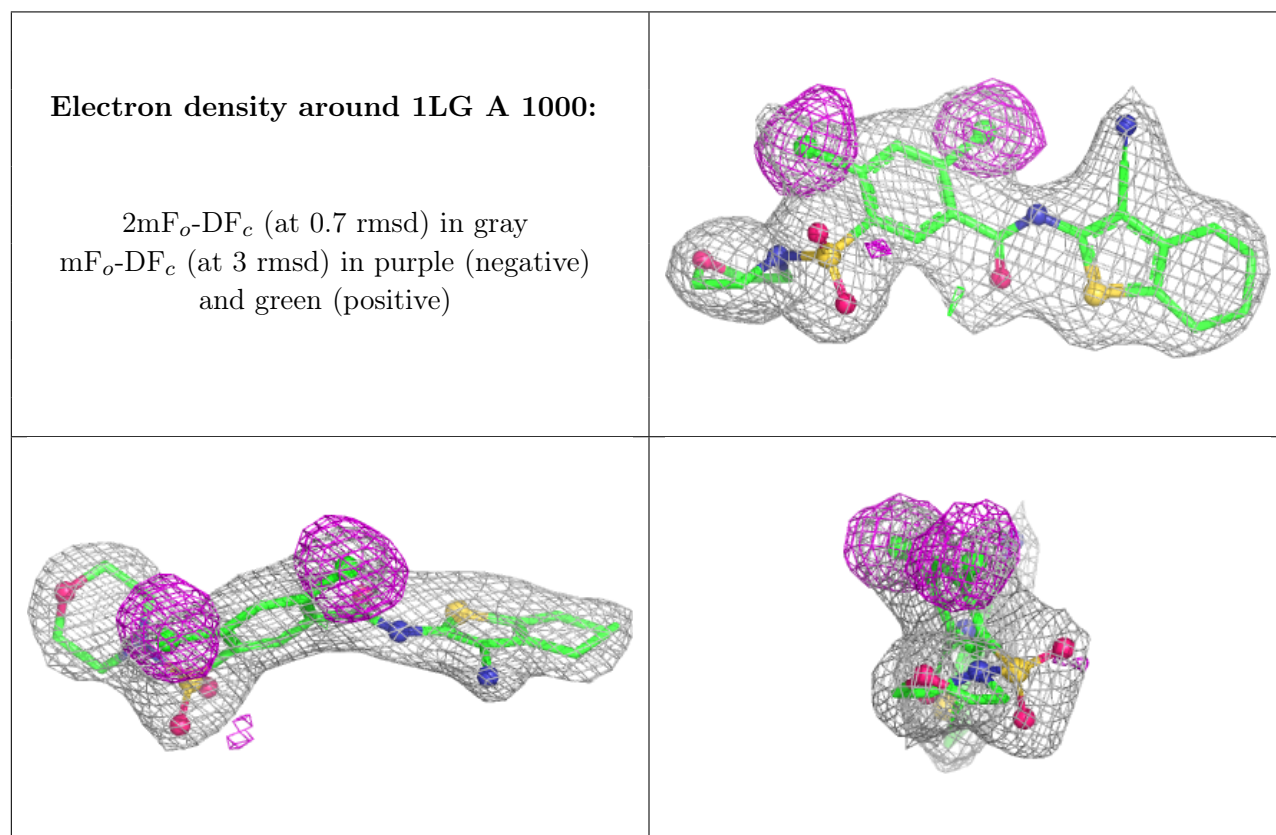 Electron density around 1LG A 1000:
2mFₒ-DF𝒸 (at 0.7 rmsd) in gray
mFₒ-DF𝒸 (at 3 rmsd) in purple (negative)
and green (positive)